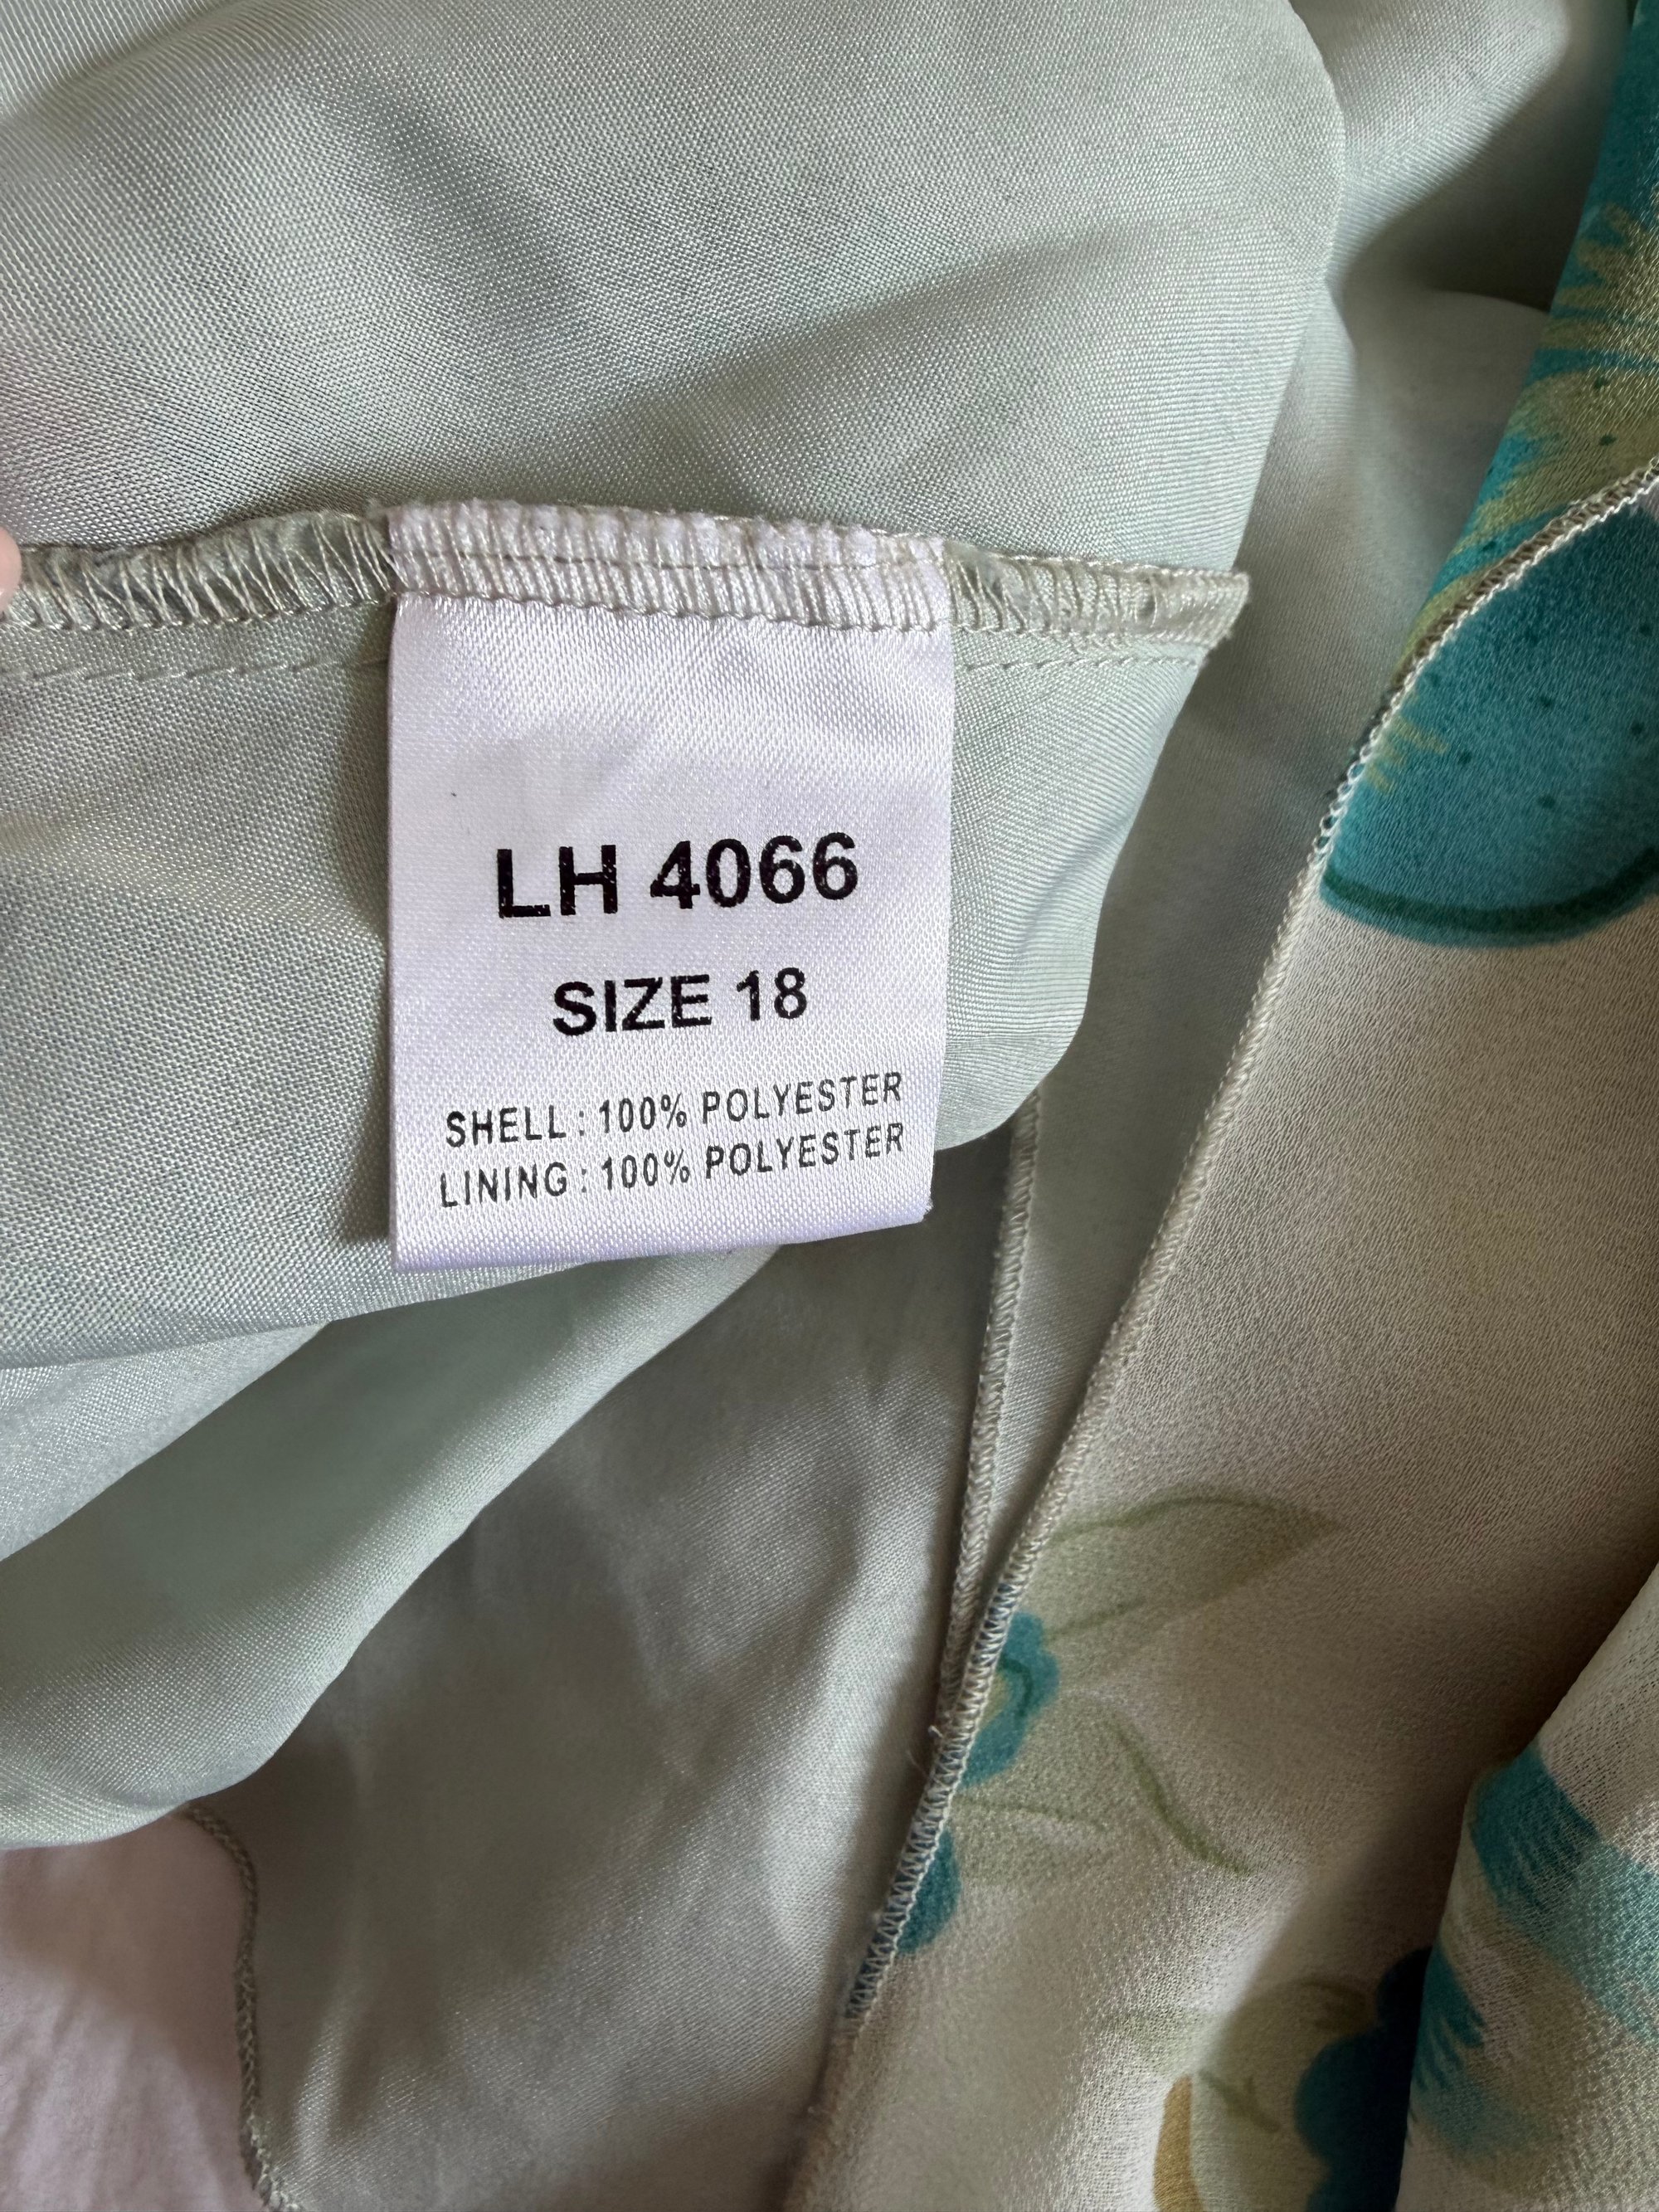 LH 4066
SIZE 18
SHELL : 100% POLYESTER
LINING : 100% POLYESTER